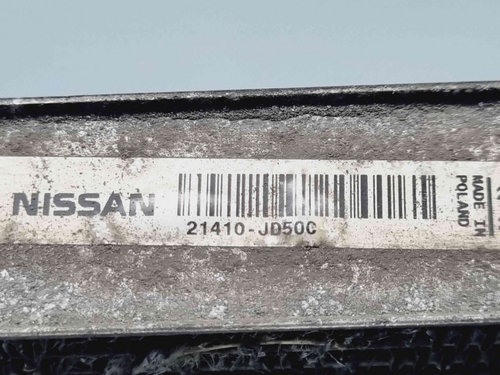 NISSAN
21410-JD50C
MADE IN
POLAND